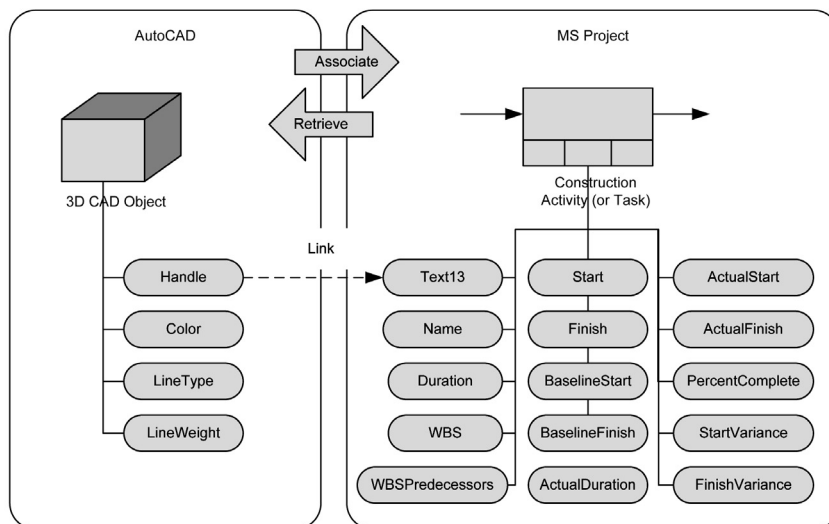 AutoCAD
MS Project
Associate
Retrieve
3D CAD Object
Construction
Activity (or Task)
Link
Handle
Text13
Start
ActualStart
Color
Name
Finish
ActualFinish
LineType
Duration
BaselineStart
PercentComplete
LineWeight
WBS
BaselineFinish
StartVariance
WBSPredecessors
ActualDuration
FinishVariance